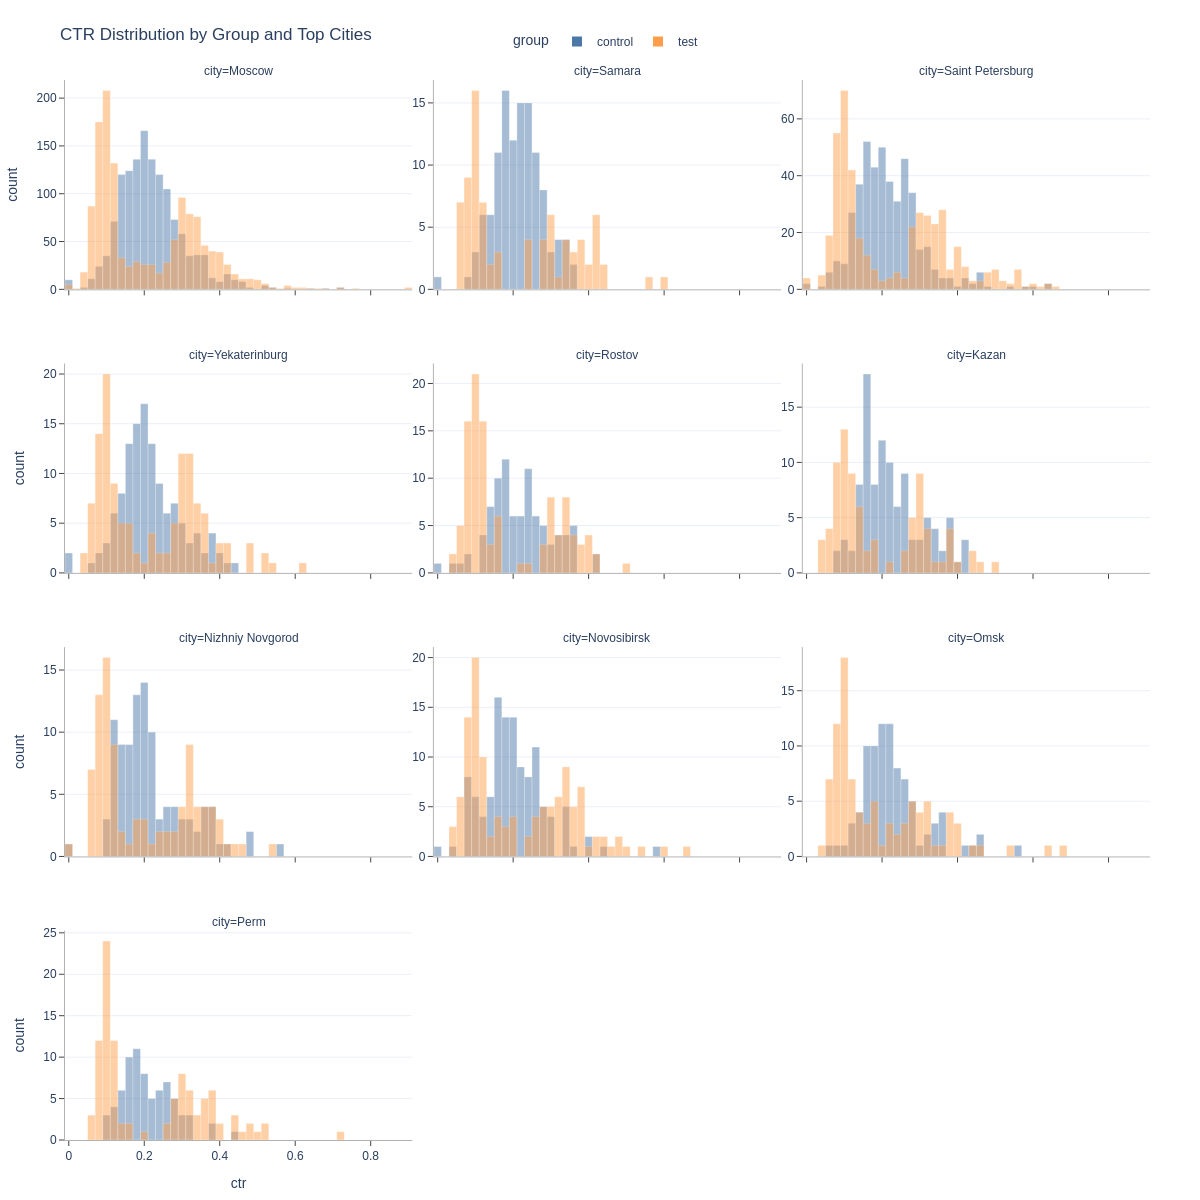 CTR Distribution by Group and Top Cities
group control test
city=Moscow
city=Samara
city=Saint Petersburg
count
200
150
100
50
0
15
10
5
0
60
40
20
0
city=Yekaterinburg
city=Rostov
city=Kazan
count
20
15
10
5
0
20
15
10
5
0
15
10
5
0
city=Nizhniy Novgorod
city=Novosibirsk
city=Omsk
count
15
10
5
0
20
15
10
5
0
15
10
5
0
city=Perm
count
25
20
15
10
5
0
0 0.2 0.4 0.6 0.8
ctr